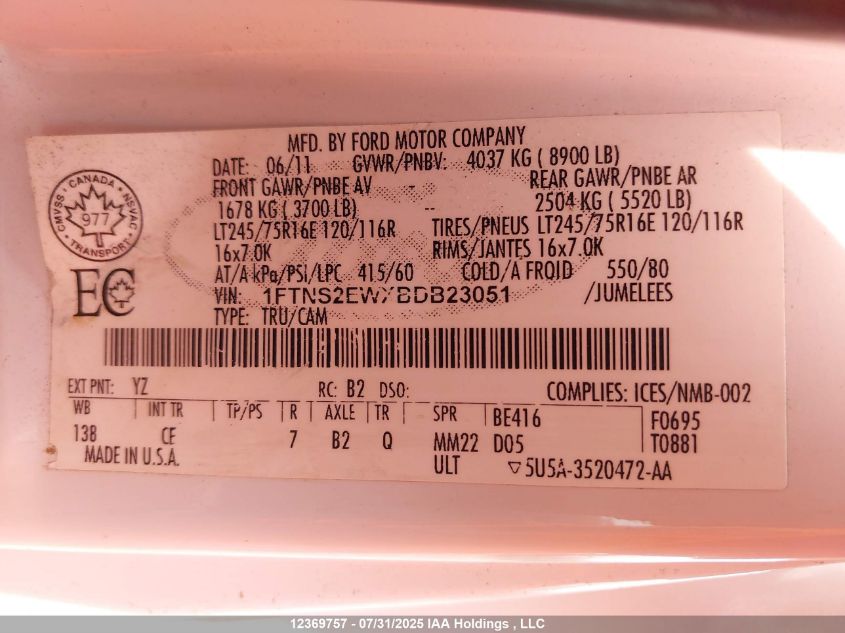 MFD. BY FORD MOTOR COMPANY
DATE: 06/11 GVWR/PNBV: 4037 KG ( 8900 LB)
FRONT GAWR/PNBE AV - REAR GAWR/PNBE AR
1678 KG ( 3700 LB) -- 2504 KG ( 5520 LB)
LT245/75R16E 120/116R TIRES/PNEUS LT245/75R16E 120/116R
16x7.0K RIMS/JANTES 16x7.0K
AT/A kPa/PSI/LPC 415/60 COLD/A FROID 550/80
VIN: 1FTNS2EWXBDB23051 /JUMELEES
TYPE: TRU/CAM
CANADA
CMVSS NSVAC
977
TRANSPORT
EC
EXT PNT: YZ RC: B2 DSO: COMPLIES: ICES/NMB-002
WB INT TR TP/PS R AXLE TR SPR BE416 F0695
138 CE 7 B2 Q MM22 D05 T0881
MADE IN U.S.A. ULT ▽5U5A-3520472-AA
12369757 - 07/31/2025 IAA Holdings , LLC